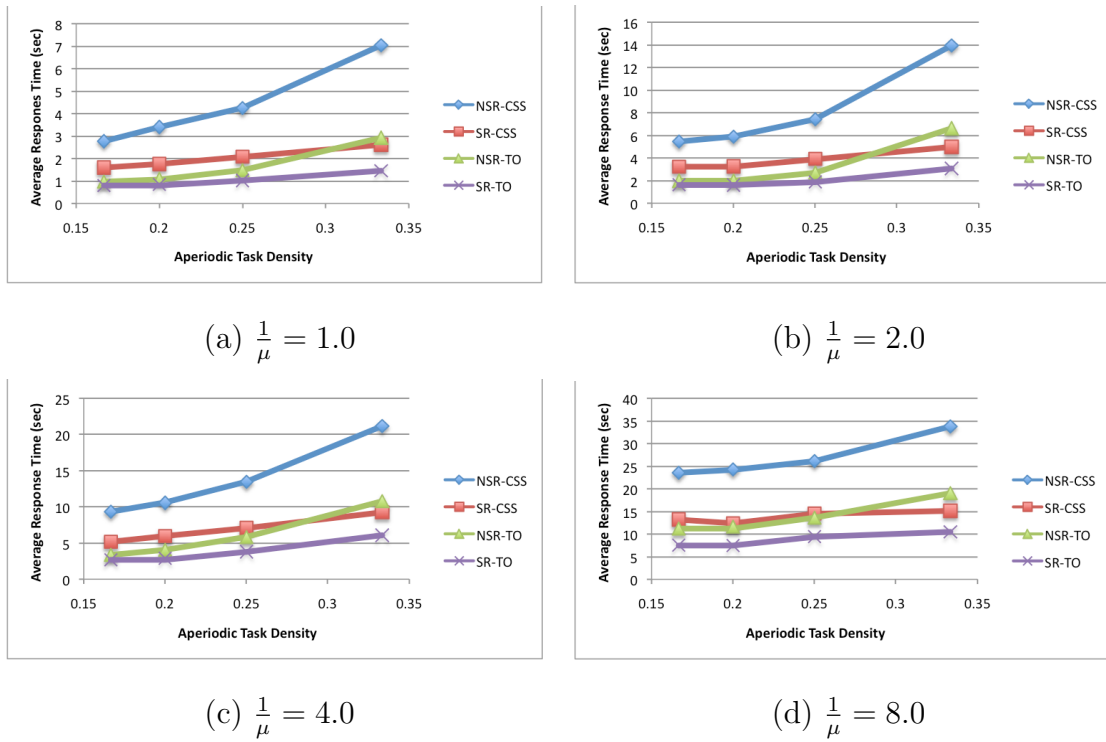 Average Respones Time (sec)
8
7
6
5
4
3
2
1
0
0.15
0.2
0.25
0.3
0.35
Aperiodic Task Density
NSR-CSS
SR-CSS
NSR-TO
SR-TO
(a) 1/μ = 1.0
Average Response Time (sec)
16
14
12
10
8
6
4
2
0
0.15
0.2
0.25
0.3
0.35
Aperiodic Task Density
NSR-CSS
SR-CSS
NSR-TO
SR-TO
(b) 1/μ = 2.0
Average Response Time (sec)
25
20
15
10
5
0
0.15
0.2
0.25
0.3
0.35
Aperiodic Task Density
NSR-CSS
SR-CSS
NSR-TO
SR-TO
(c) 1/μ = 4.0
Average Response Time (sec)
40
35
30
25
20
15
10
5
0
0.15
0.2
0.25
0.3
0.35
Aperiodic Task Density
NSR-CSS
SR-CSS
NSR-TO
SR-TO
(d) 1/μ = 8.0